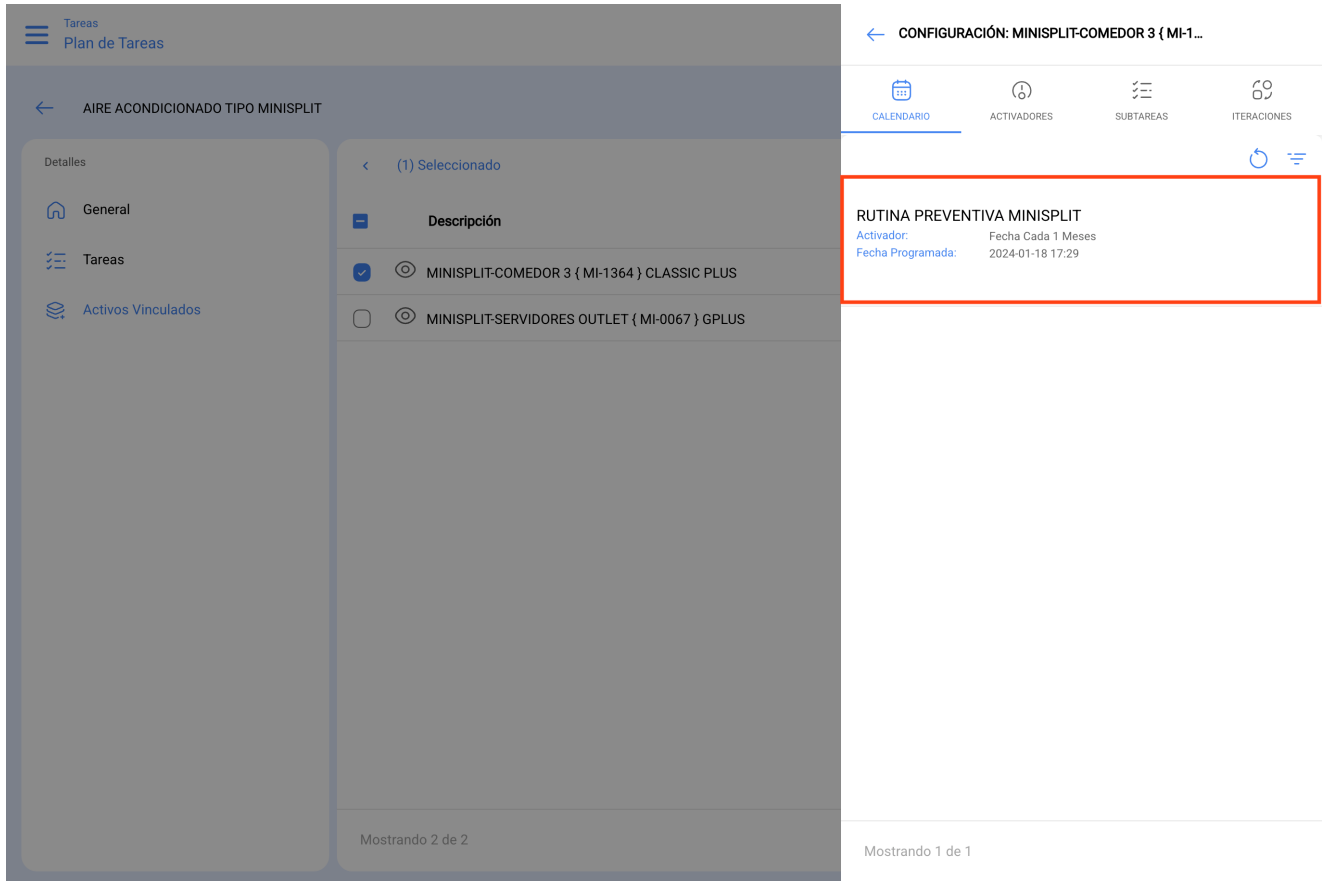 Tareas
Plan de Tareas
AIRE ACONDICIONADO TIPO MINISPLIT
Detalles
General
Tareas
Activos Vinculados
(1) Seleccionado
Descripción
MINISPLIT-COMEDOR 3 { MI-1364 } CLASSIC PLUS
MINISPLIT-SERVIDORES OUTLET { MI-0067 } GPLUS
Mostrando 2 de 2
CONFIGURACIÓN: MINISPLIT-COMEDOR 3 { MI-1...
CALENDARIO ACTIVADORES SUBTAREAS ITERACIONES
RUTINA PREVENTIVA MINISPLIT
Activador: Fecha Cada 1 Meses
Fecha Programada: 2024-01-18 17:29
Mostrando 1 de 1